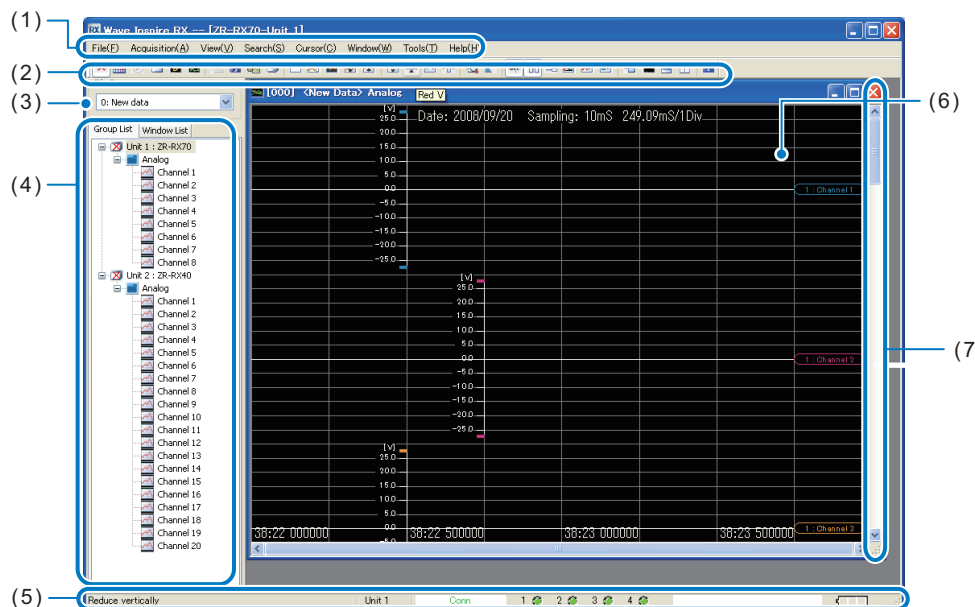 (1)
Wave Inspire RX -- [ZR-RX70-Unit 1]
File(F) Acquisition(A) View(V) Search(S) Cursor(C) Window(W) Tools(T) Help(H)
(2)
(3)
0: New data
[000] <New Data> Analog
Red V
(6)
Group List Window List
Date: 2008/09/20 Sampling: 10mS 249.09mS/1Div
(4)
Unit 1 : ZR-RX70
Analog
Channel 1
Channel 2
Channel 3
Channel 4
Channel 5
Channel 6
Channel 7
Channel 8
Unit 2 : ZR-RX40
Analog
Channel 1
Channel 2
Channel 3
Channel 4
Channel 5
Channel 6
Channel 7
Channel 8
Channel 9
Channel 10
Channel 11
Channel 12
Channel 13
Channel 14
Channel 15
Channel 16
Channel 17
Channel 18
Channel 19
Channel 20
[V]
25.0
20.0
15.0
10.0
5.0
0.0
-5.0
-10.0
-15.0
-20.0
-25.0
1 : Channel 1
[V]
25.0
20.0
15.0
10.0
5.0
0.0
-5.0
-10.0
-15.0
-20.0
-25.0
1 : Channel 2
(7
[V]
25.0
20.0
15.0
10.0
5.0
0.0
-5.0
1 : Channel 3
38:22 000000 38:22 500000 38:23 000000 38:23 500000
(5)
Reduce vertically Unit 1 Conn 1 2 3 4